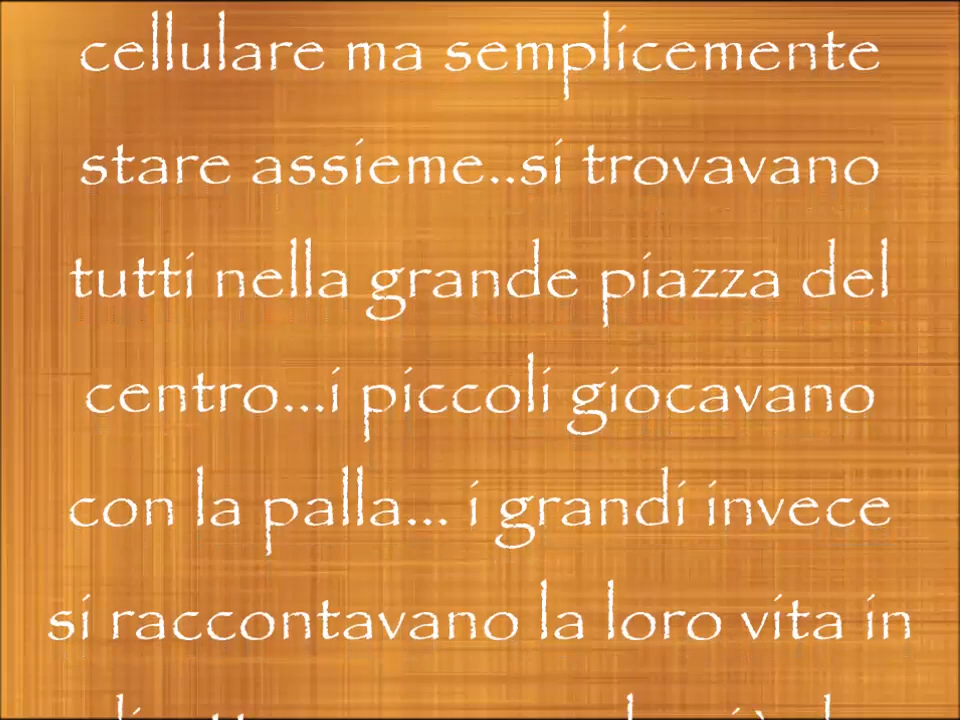 cellulare ma semplicemente
stare assieme..si trovavano
tutti nella grande piazza del
centro...i piccoli giocavano
con la palla... i grandi invece
si raccontavano la loro vita in